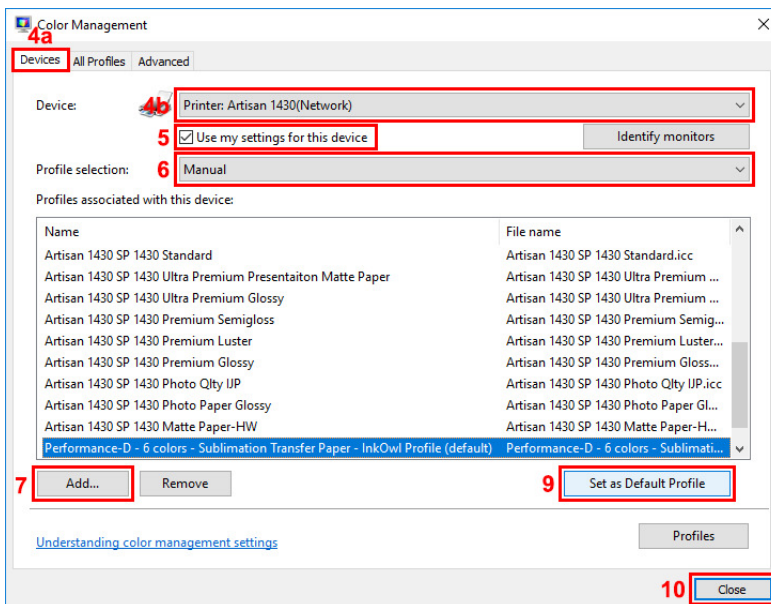 Color Management
4a
Devices All Profiles Advanced
Device: 4b Printer: Artisan 1430(Network)
5 Use my settings for this device Identify monitors
Profile selection: 6 Manual
Profiles associated with this device:
Name File name
Artisan 1430 SP 1430 Standard Artisan 1430 SP 1430 Standard.icc
Artisan 1430 SP 1430 Ultra Premium Presentaiton Matte Paper Artisan 1430 SP 1430 Ultra Premium ...
Artisan 1430 SP 1430 Ultra Premium Glossy Artisan 1430 SP 1430 Ultra Premium ...
Artisan 1430 SP 1430 Premium Semigloss Artisan 1430 SP 1430 Premium Semig...
Artisan 1430 SP 1430 Premium Luster Artisan 1430 SP 1430 Premium Luster...
Artisan 1430 SP 1430 Premium Glossy Artisan 1430 SP 1430 Premium Gloss...
Artisan 1430 SP 1430 Photo Qlty IJP Artisan 1430 SP 1430 Photo Qlty IJP.icc
Artisan 1430 SP 1430 Photo Paper Glossy Artisan 1430 SP 1430 Photo Paper Gl...
Artisan 1430 SP 1430 Matte Paper-HW Artisan 1430 SP 1430 Matte Paper-H...
Performance-D - 6 colors - Sublimation Transfer Paper - InkOwl Profile (default) Performance-D - 6 colors - Sublimati...
7 Add... Remove 9 Set as Default Profile
Understanding color management settings Profiles
10 Close